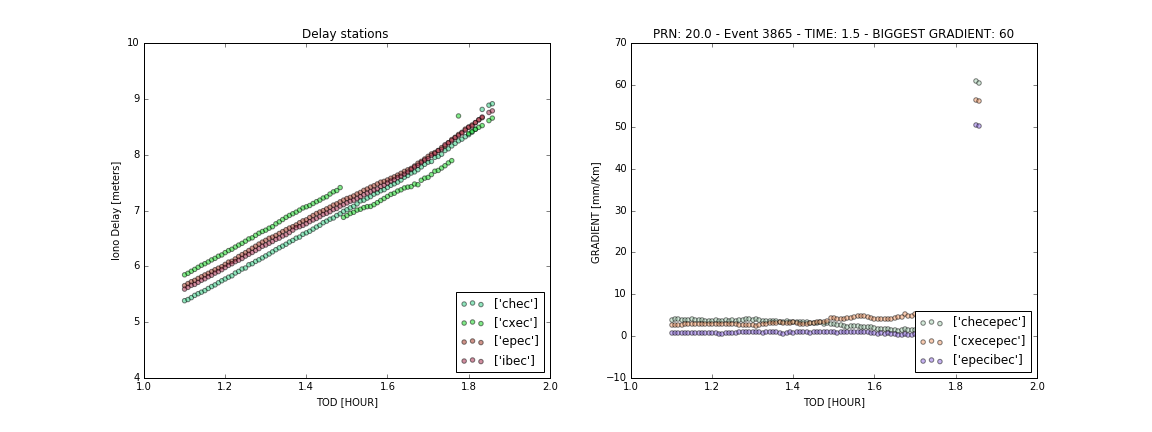 Delay stations
10
9
8
7
6
5
4
Iono Delay [meters]
1.0 1.2 1.4 1.6 1.8 2.0
TOD [HOUR]
['chec']
['cxec']
['epec']
['ibec']
PRN: 20.0 - Event 3865 - TIME: 1.5 - BIGGEST GRADIENT: 60
70
60
50
40
30
20
10
0
−10
GRADIENT [mm/Km]
1.0 1.2 1.4 1.6 1.8 2.0
TOD [HOUR]
['checepec']
['cxecepec']
['epecibec']